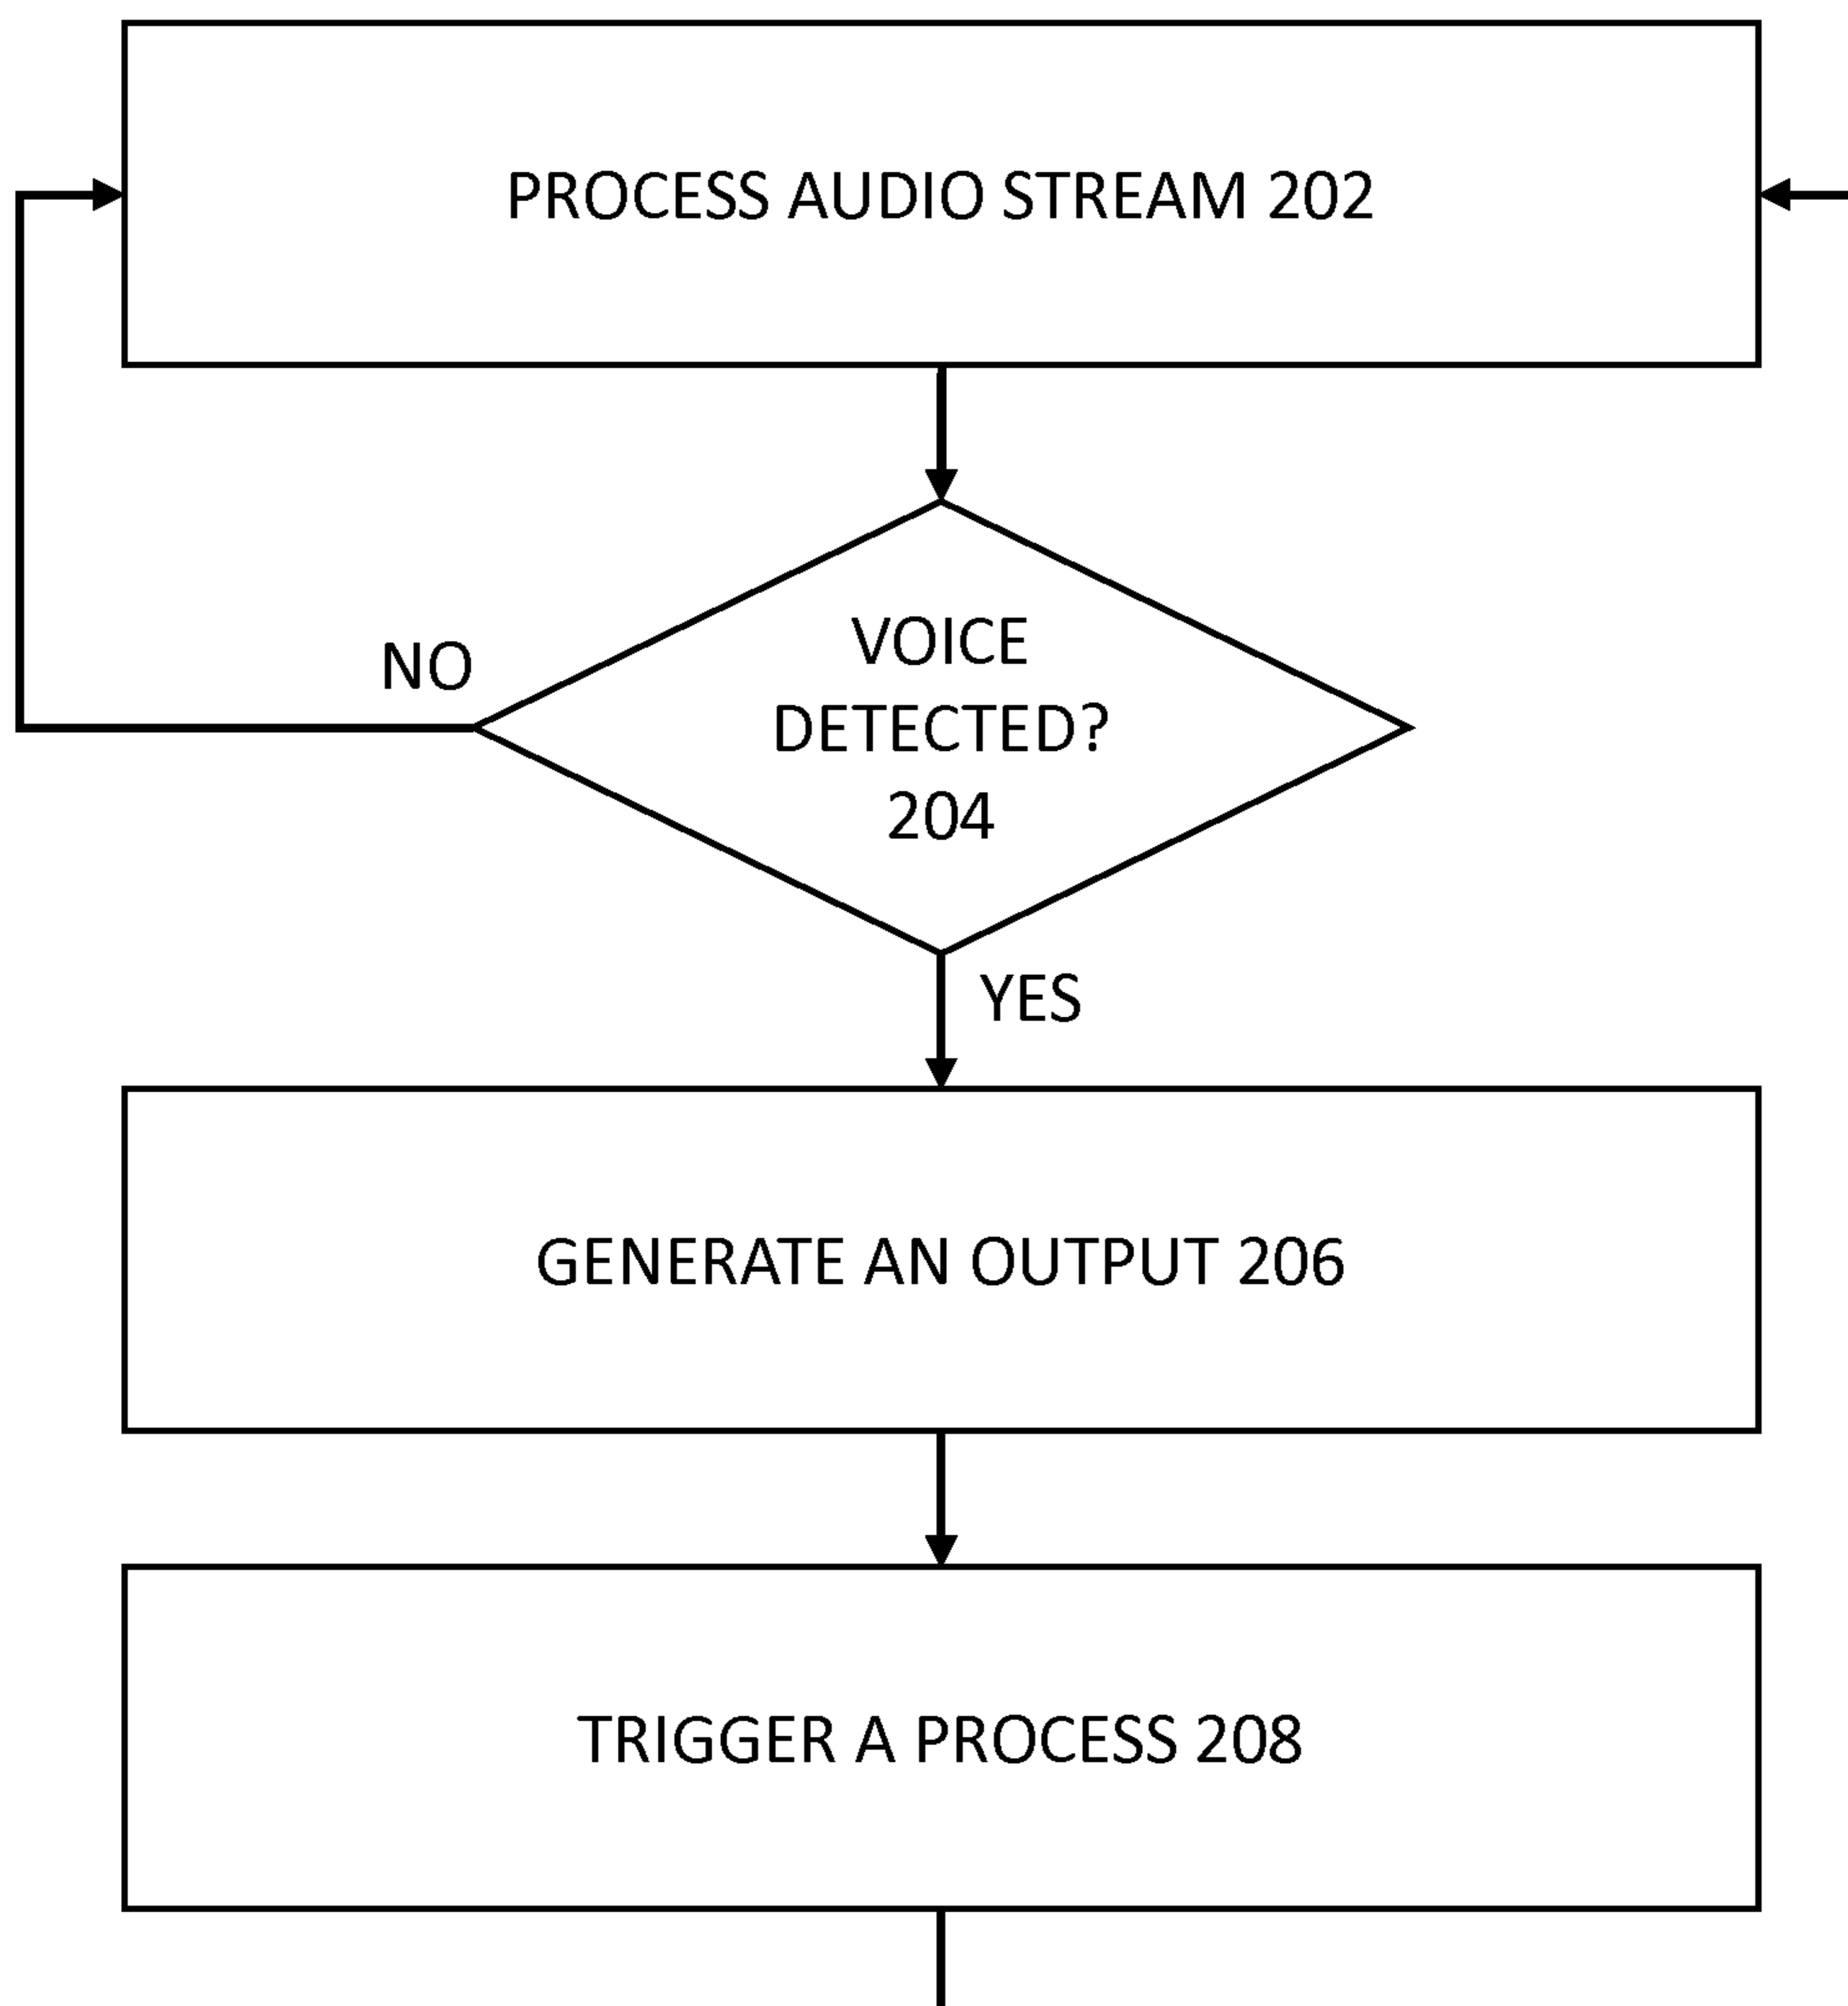 PROCESS AUDIO STREAM 202
VOICE
DETECTED?
204
NO
YES
GENERATE AN OUTPUT 206
TRIGGER A PROCESS 208